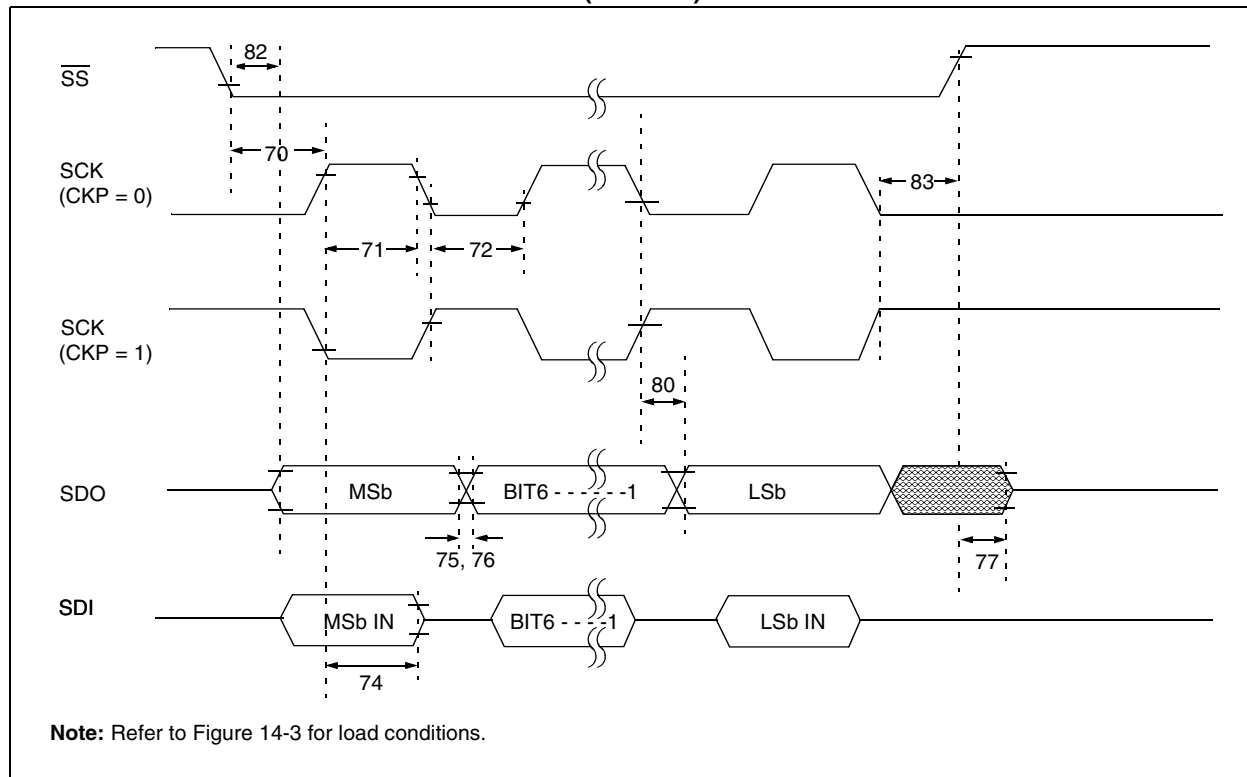 82
SS
70
SCK
(CKP = 0)
83
71
72
SCK
(CKP = 1)
80
SDO
MSb
BIT6 - - - - - -1
LSb
75, 76
77
SDI
MSb IN
BIT6 - - - -1
LSb IN
74
Note: Refer to Figure 14-3 for load conditions.